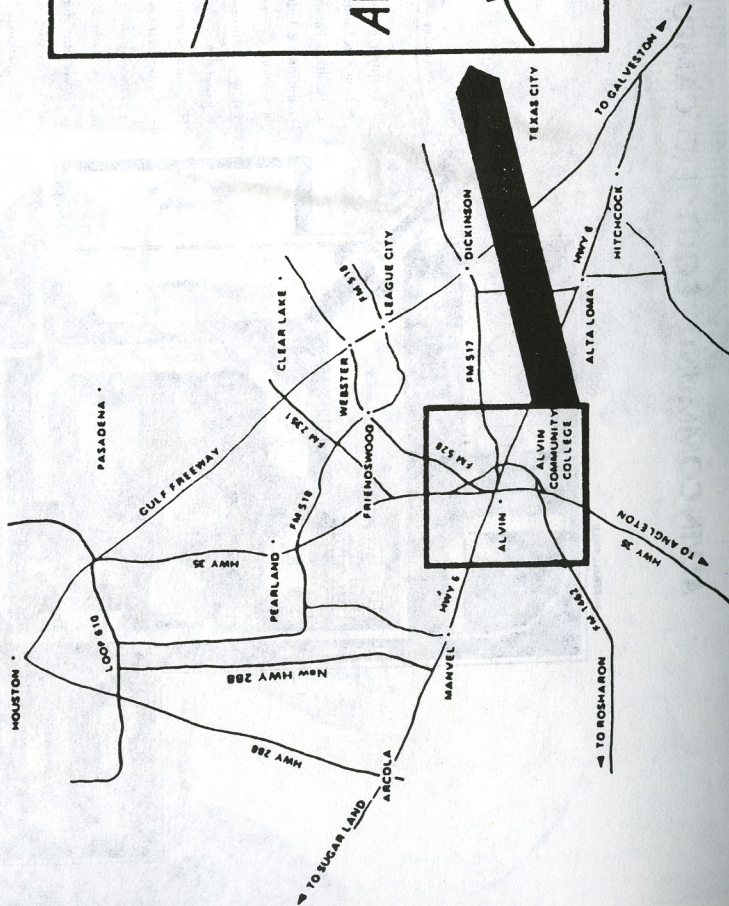 A
TO GALVESTON
TEXAS CITY
HITCHCOCK
HWY 6
DICKINSON
ALTA LOMA
FM 517
LEAGUE CITY
FM 518
CLEAR LAKE
WEBSTER
PASADENA
FM 2351
FRIENDSWOOD
FM 528
ALVIN
COMMUNITY
COLLEGE
GULF FREEWAY
FM 518
ALVIN
TO ANGLETON
HWY 35
HWY 35
PEARLAND
HWY 6
FM 1462
LOOP 610
New HWY 288
MANVEL
HOUSTON
TO ROSHARON
HWY 288
ARCOLA
TO SUGAR LAND